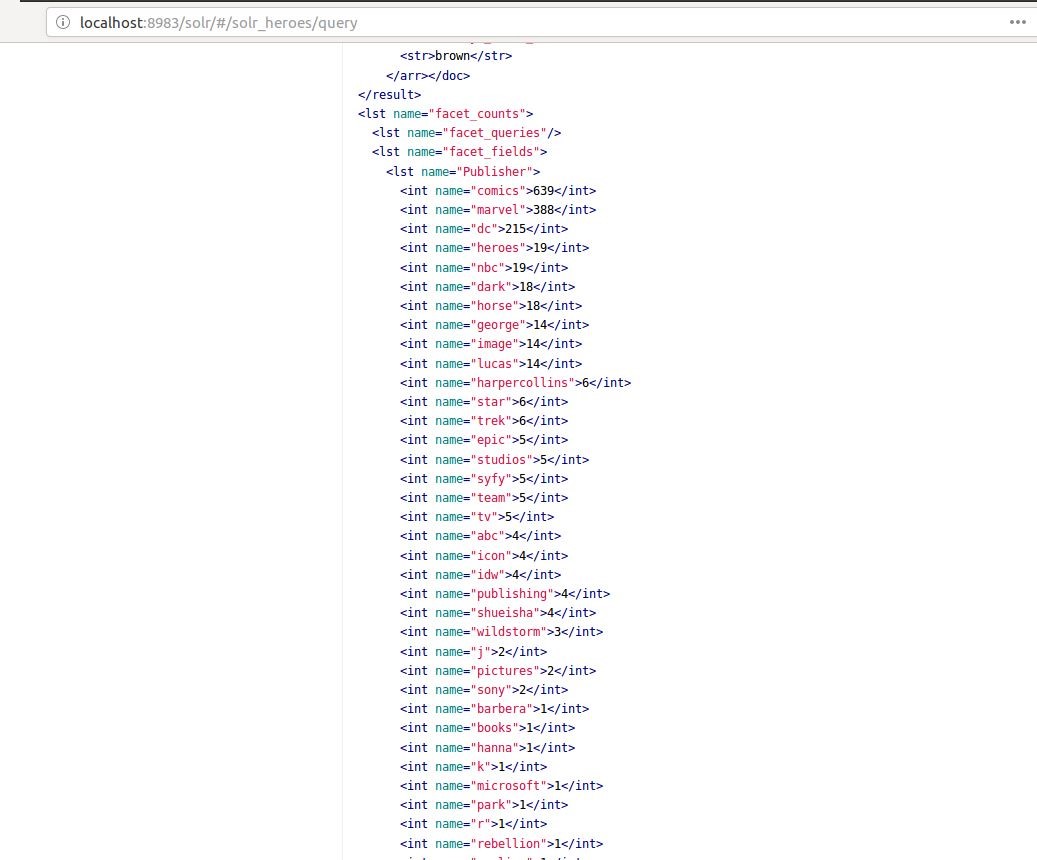 localhost:8983/solr/#/solr_heroes/query
<str>brown</str>
</arr></doc>
</result>
<lst name="facet_counts">
<lst name="facet_queries"/>
<lst name="facet_fields">
<lst name="Publisher">
<int name="comics">639</int>
<int name="marvel">388</int>
<int name="dc">215</int>
<int name="heroes">19</int>
<int name="nbc">19</int>
<int name="dark">18</int>
<int name="horse">18</int>
<int name="george">14</int>
<int name="image">14</int>
<int name="lucas">14</int>
<int name="harpercollins">6</int>
<int name="star">6</int>
<int name="trek">6</int>
<int name="epic">5</int>
<int name="studios">5</int>
<int name="syfy">5</int>
<int name="team">5</int>
<int name="tv">5</int>
<int name="abc">4</int>
<int name="icon">4</int>
<int name="idw">4</int>
<int name="publishing">4</int>
<int name="shueisha">4</int>
<int name="wildstorm">3</int>
<int name="j">2</int>
<int name="pictures">2</int>
<int name="sony">2</int>
<int name="barbera">1</int>
<int name="books">1</int>
<int name="hanna">1</int>
<int name="k">1</int>
<int name="microsoft">1</int>
<int name="park">1</int>
<int name="r">1</int>
<int name="rebellion">1</int>